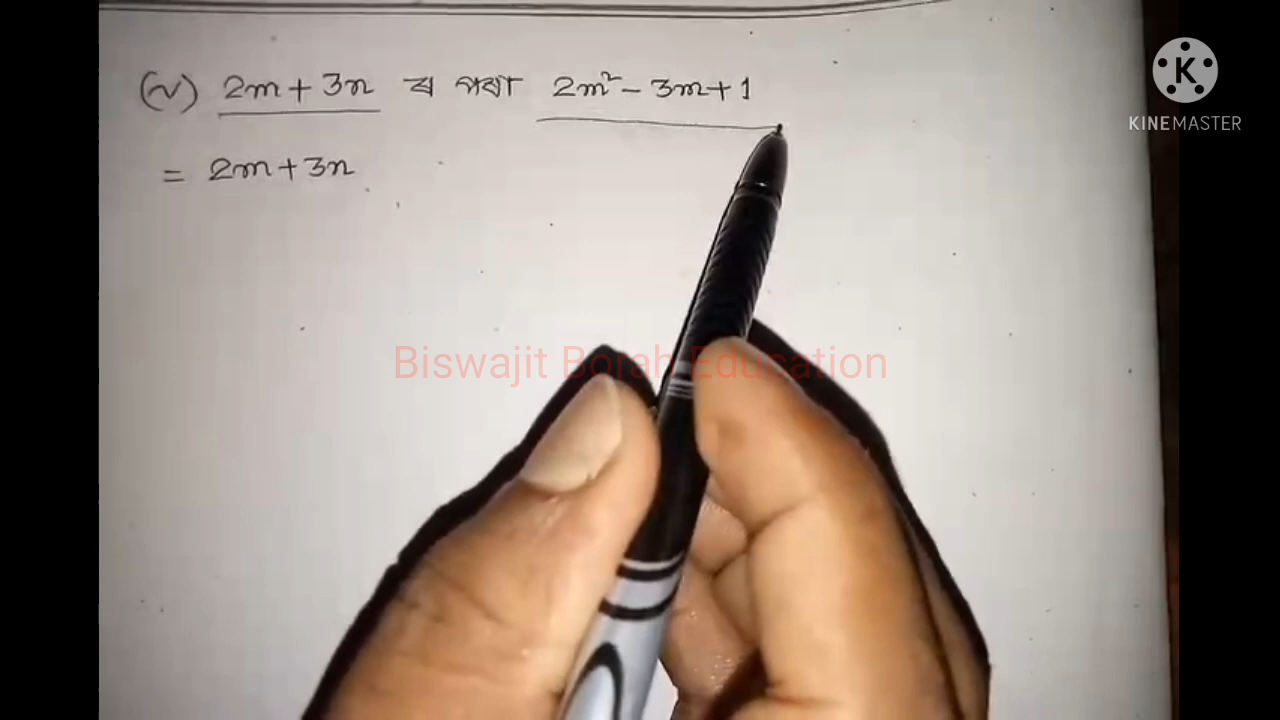 (v) 2m + 3n ৰ পৰা 2m² - 3m + 1
= 2m + 3n
Biswajit Borah Education
K
KINEMASTER